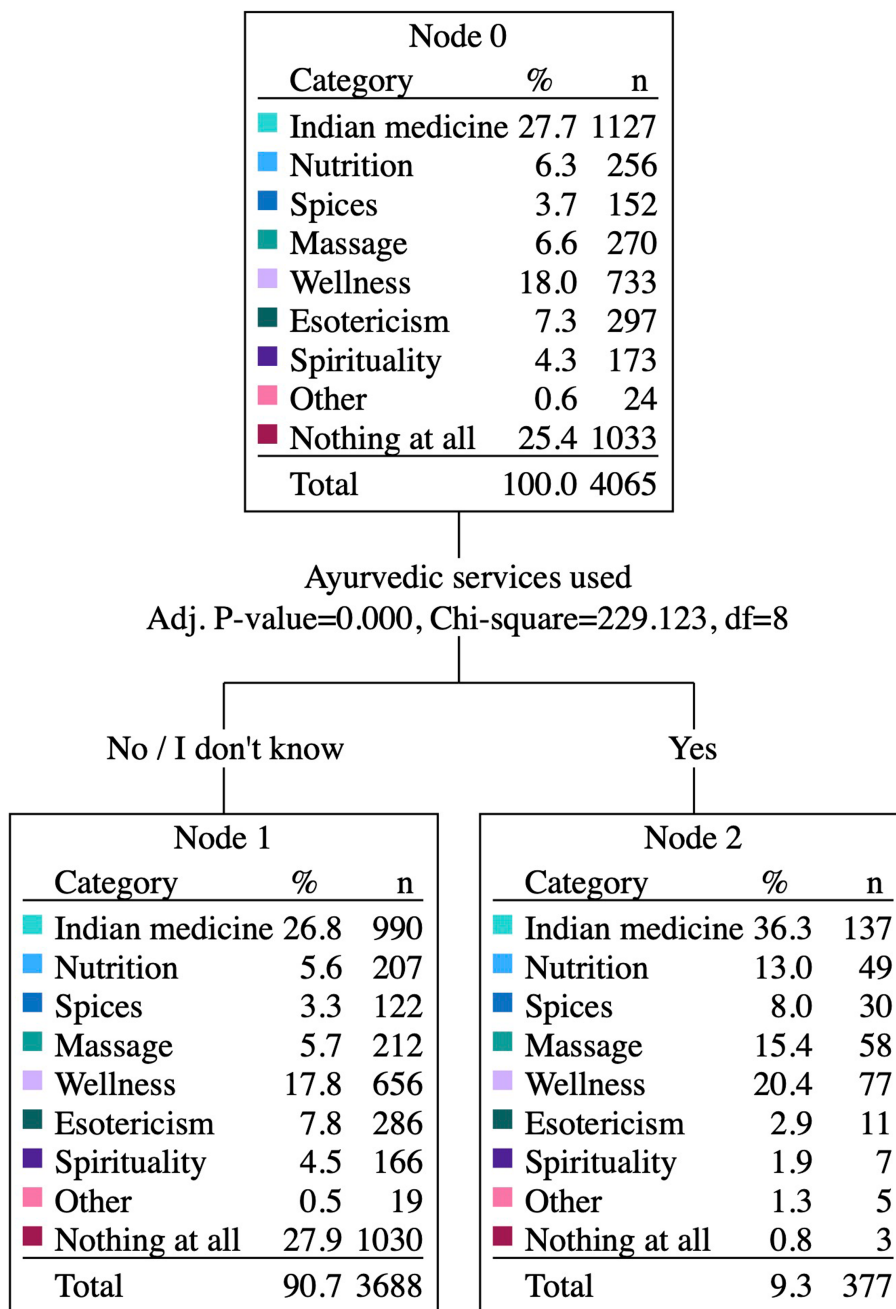 Node 0
Category % n
Indian medicine 27.7 1127
Nutrition 6.3 256
Spices 3.7 152
Massage 6.6 270
Wellness 18.0 733
Esotericism 7.3 297
Spirituality 4.3 173
Other 0.6 24
Nothing at all 25.4 1033
Total 100.0 4065
Ayurvedic services used
Adj. P-value=0.000, Chi-square=229.123, df=8
No / I don't know
Yes
Node 1
Category % n
Indian medicine 26.8 990
Nutrition 5.6 207
Spices 3.3 122
Massage 5.7 212
Wellness 17.8 656
Esotericism 7.8 286
Spirituality 4.5 166
Other 0.5 19
Nothing at all 27.9 1030
Total 90.7 3688
Node 2
Category % n
Indian medicine 36.3 137
Nutrition 13.0 49
Spices 8.0 30
Massage 15.4 58
Wellness 20.4 77
Esotericism 2.9 11
Spirituality 1.9 7
Other 1.3 5
Nothing at all 0.8 3
Total 9.3 377